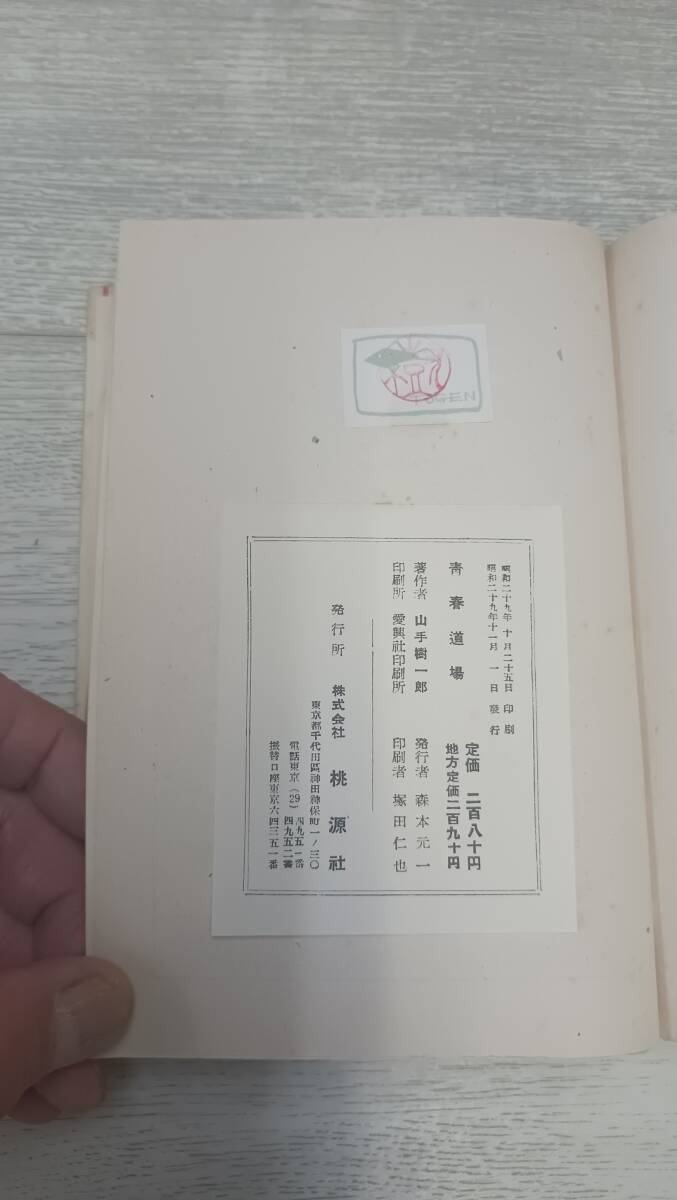 TOGEN
昭和二十九年 十月二十五日 印刷
昭和二十九年十一月 一日 發行
青春道場
定価 二百八十円
地方定価二百九十円
著作者 山手樹一郎
発行者 森本元一
印刷所 愛興社印刷所
印刷者 塚田仁也
発行所 株式会社 桃源社
東京都千代田區神田神保町一ノ三〇
電話東京(29) 四九五一番
四九五二番
振替口座東京六四三五一番